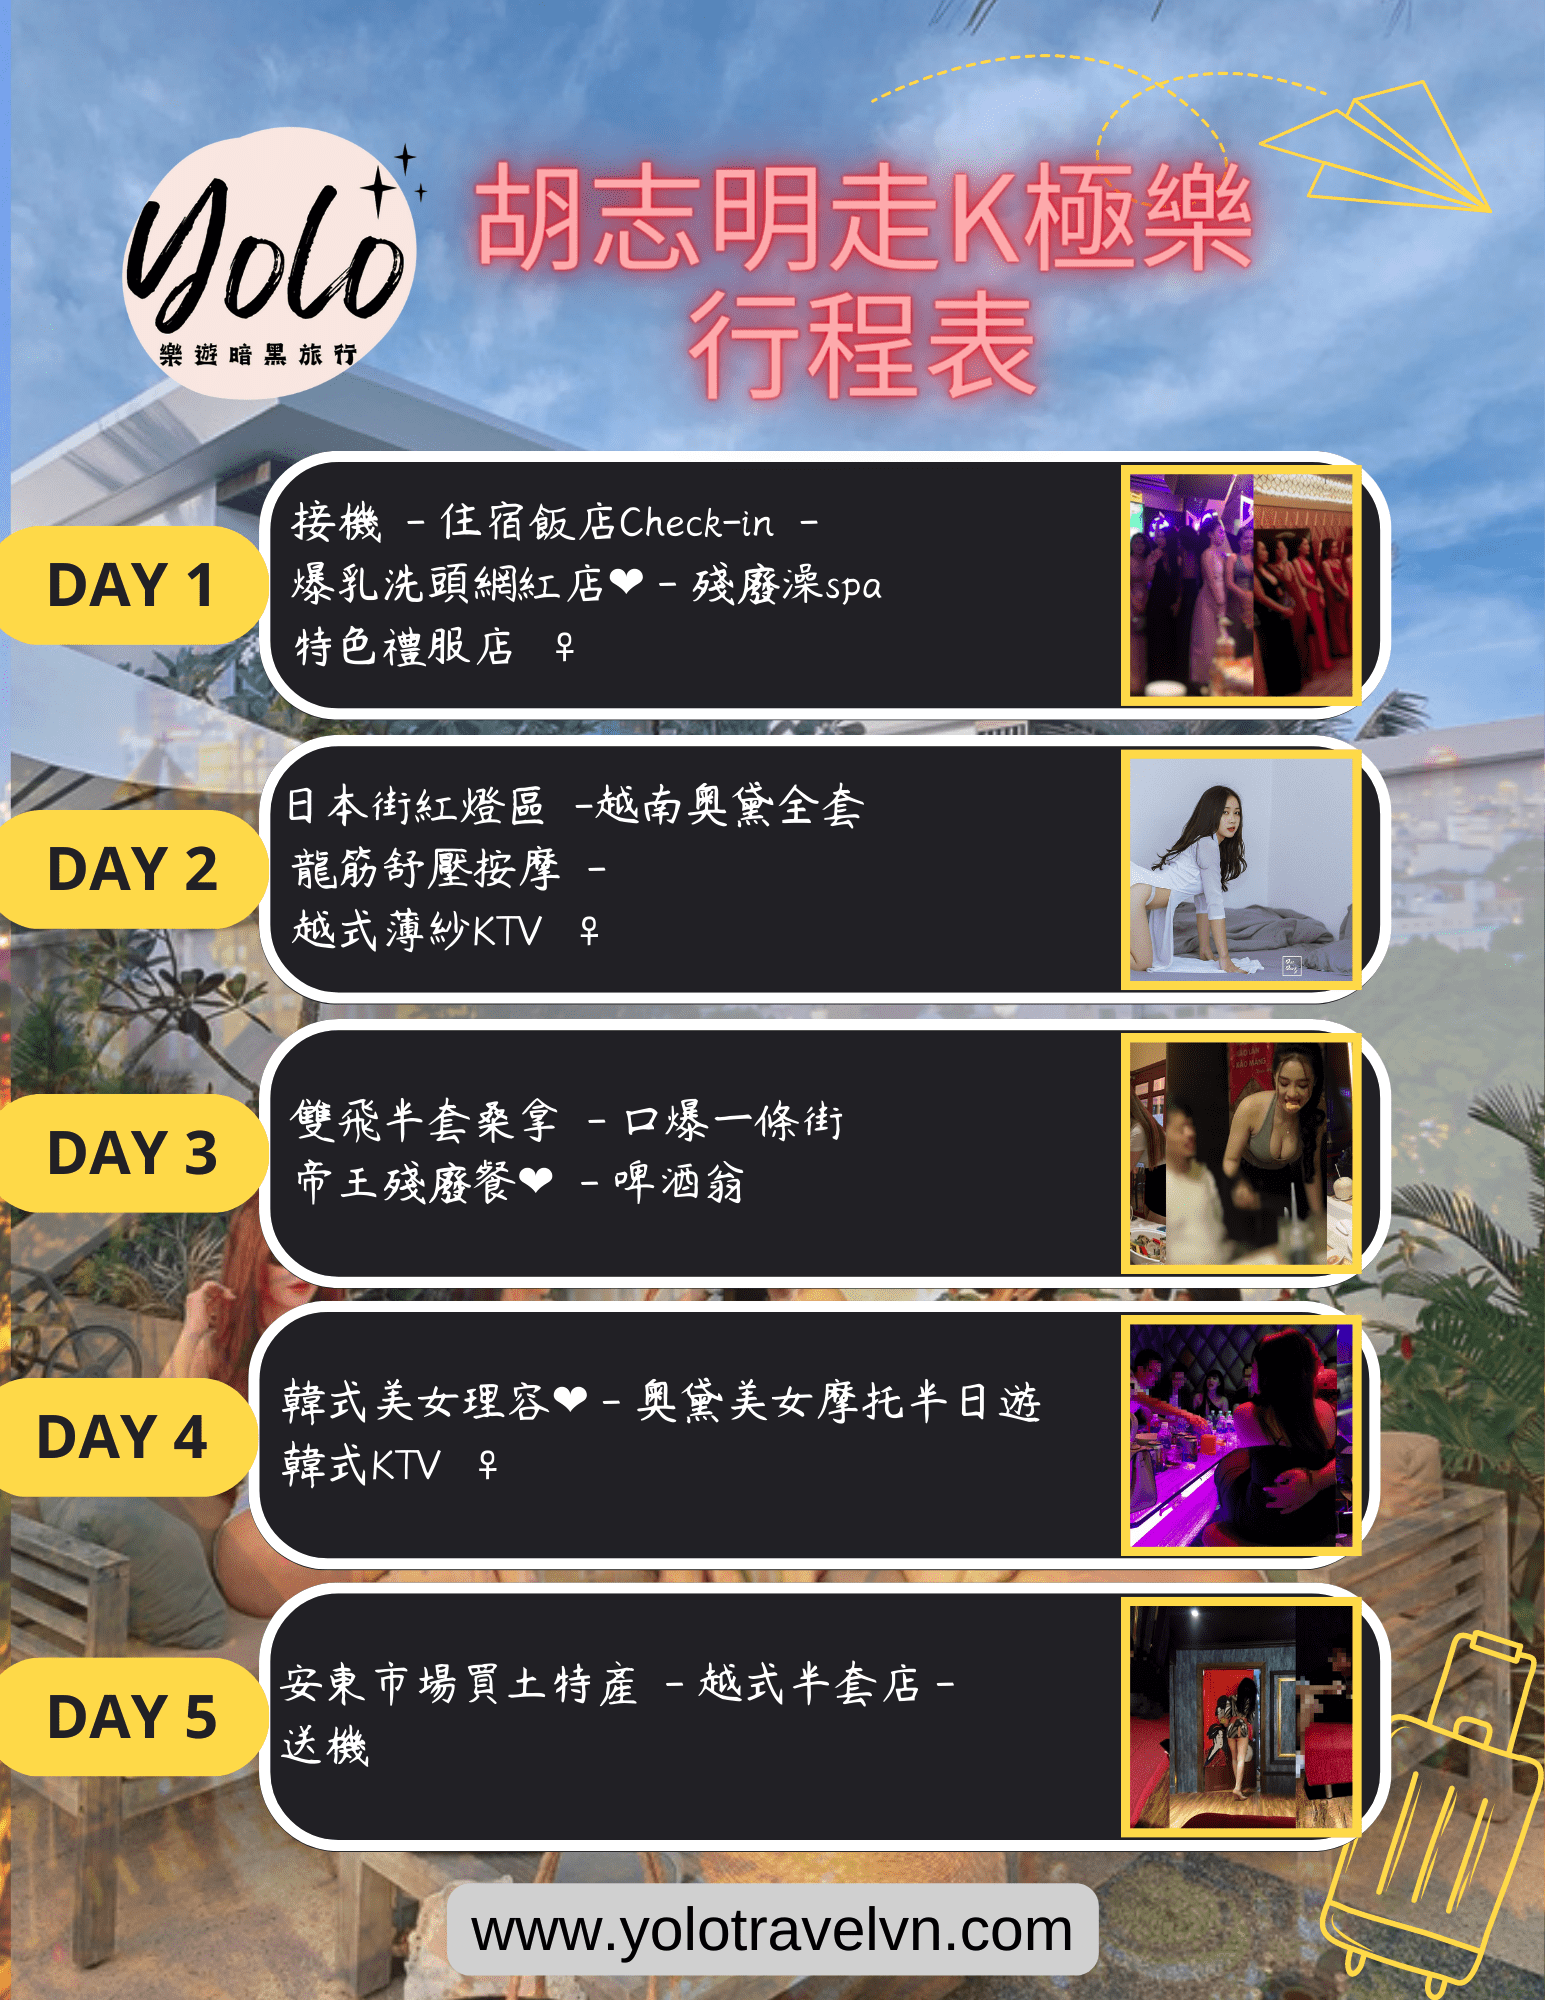 Yolo
樂遊暗黑旅行
胡志明走K極樂
行程表
DAY 1
接機 - 住宿飯店Check-in -
爆乳洗頭網紅店❤ - 殘廢澡spa
特色禮服店 ♀
DAY 2
日本街紅燈區 -越南奧黛全套
龍筋舒壓按摩 -
越式薄紗KTV ♀
DAY 3
雙飛半套桑拿 - 口爆一條街
帝王殘廢餐❤ - 啤酒翁
DAY 4
韓式美女理容❤ - 奧黛美女摩托半日遊
韓式KTV ♀
DAY 5
安東市場買土特產 - 越式半套店 -
送機
www.yolotravelvn.com